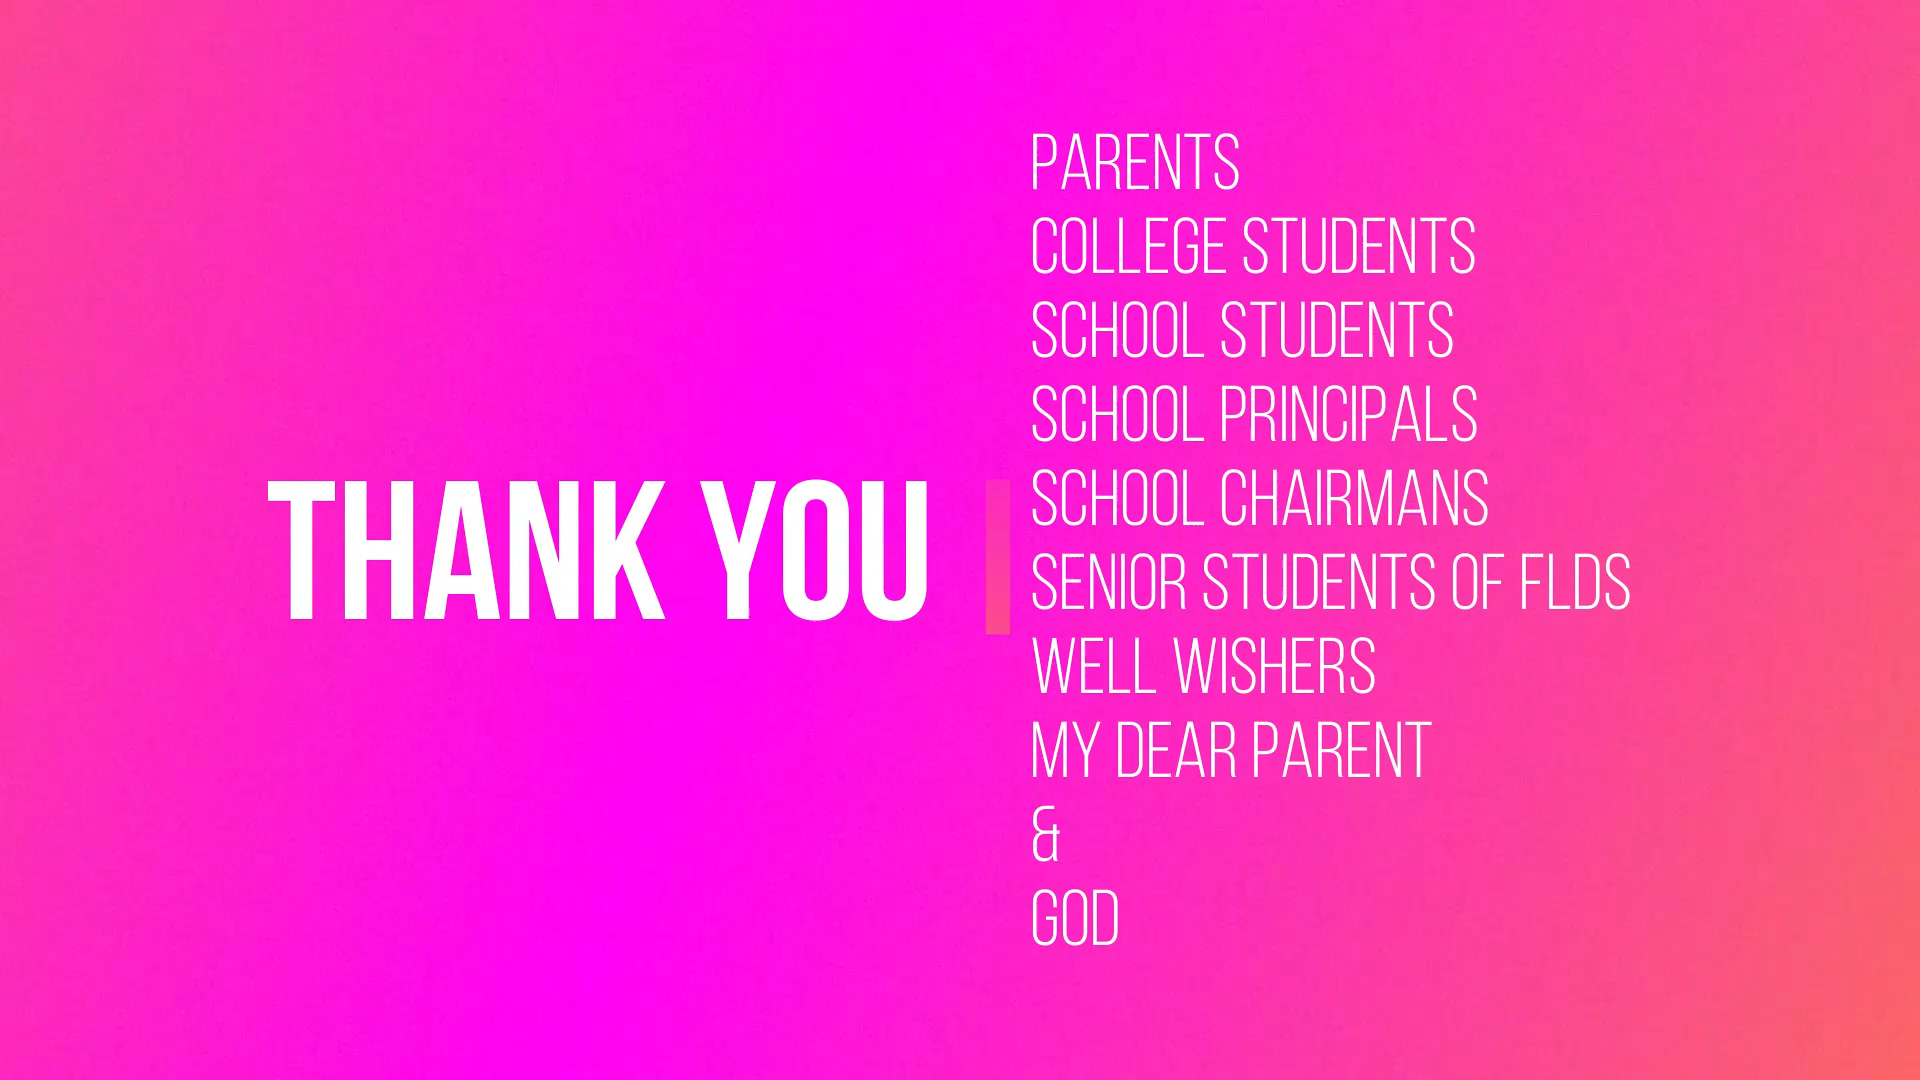 THANK YOU
PARENTS
COLLEGE STUDENTS
SCHOOL STUDENTS
SCHOOL PRINCIPALS
SCHOOL CHAIRMANS
SENIOR STUDENTS OF FLDS
WELL WISHERS
MY DEAR PARENT
&
GOD